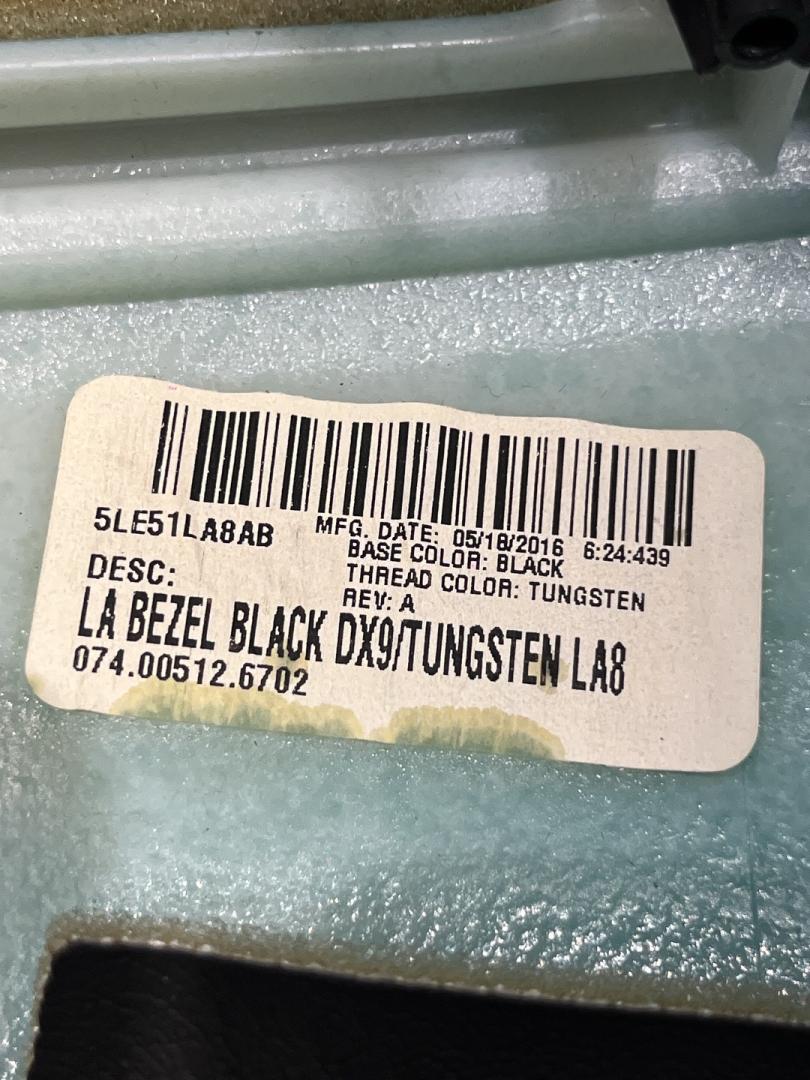 5LE51LA8AB
MFG. DATE: 05/18/2016 6:24:439
BASE COLOR: BLACK
THREAD COLOR: TUNGSTEN
REV: A
DESC:
LA BEZEL BLACK DX9/TUNGSTEN LA8
074.00512.6702